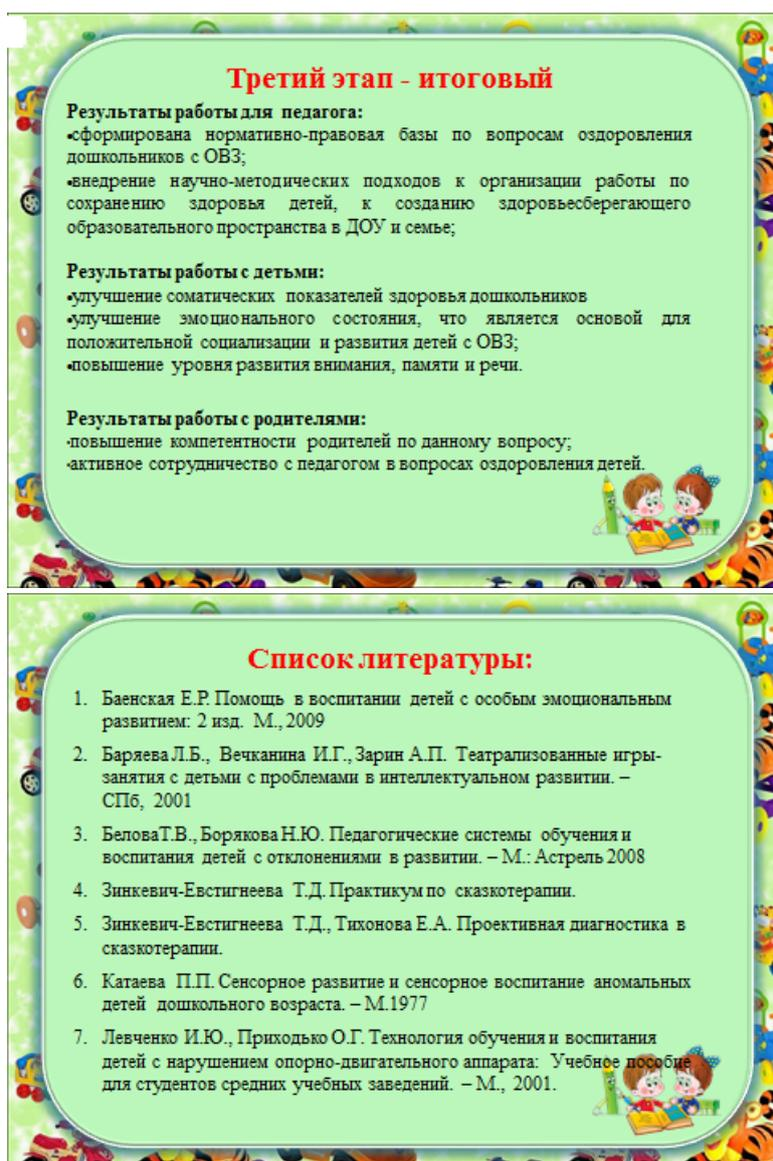 Третий этап - итоговый
Результаты работы для педагога:
•сформирована нормативно-правовая базы по вопросам оздоровления
дошкольников с ОВЗ;
•внедрение научно-методических подходов к организации работы по
сохранению здоровья детей, к созданию здоровьесберегающего
образовательного пространства в ДОУ и семье;
Результаты работы с детьми:
•улучшение соматических показателей здоровья дошкольников
•улучшение эмоционального состояния, что является основой для
положительной социализации и развития детей с ОВЗ;
•повышение уровня развития внимания, памяти и речи.
Результаты работы с родителями:
•повышение компетентности родителей по данному вопросу;
•активное сотрудничество с педагогом в вопросах оздоровления детей.
Список литературы:
1. Баенская Е.Р. Помощь в воспитании детей с особым эмоциональным
развитием: 2 изд. М., 2009
2. Баряева Л.Б., Вечканина И.Г., Зарин А.П. Театрализованные игры-
занятия с детьми с проблемами в интеллектуальном развитии. –
СПб, 2001
3. Белова Т.В., Борякова Н.Ю. Педагогические системы обучения и
воспитания детей с отклонениями в развитии. – М.: Астрель 2008
4. Зинкевич-Евстигнеева Т.Д. Практикум по сказкотерапии.
5. Зинкевич-Евстигнеева Т.Д., Тихонова Е.А. Проективная диагностика в
сказкотерапии.
6. Катаева П.П. Сенсорное развитие и сенсорное воспитание аномальных
детей дошкольного возраста. – М.1977
7. Левченко И.Ю., Приходько О.Г. Технология обучения и воспитания
детей с нарушением опорно-двигательного аппарата: Учебное пособие
для студентов средних учебных заведений. – М., 2001.